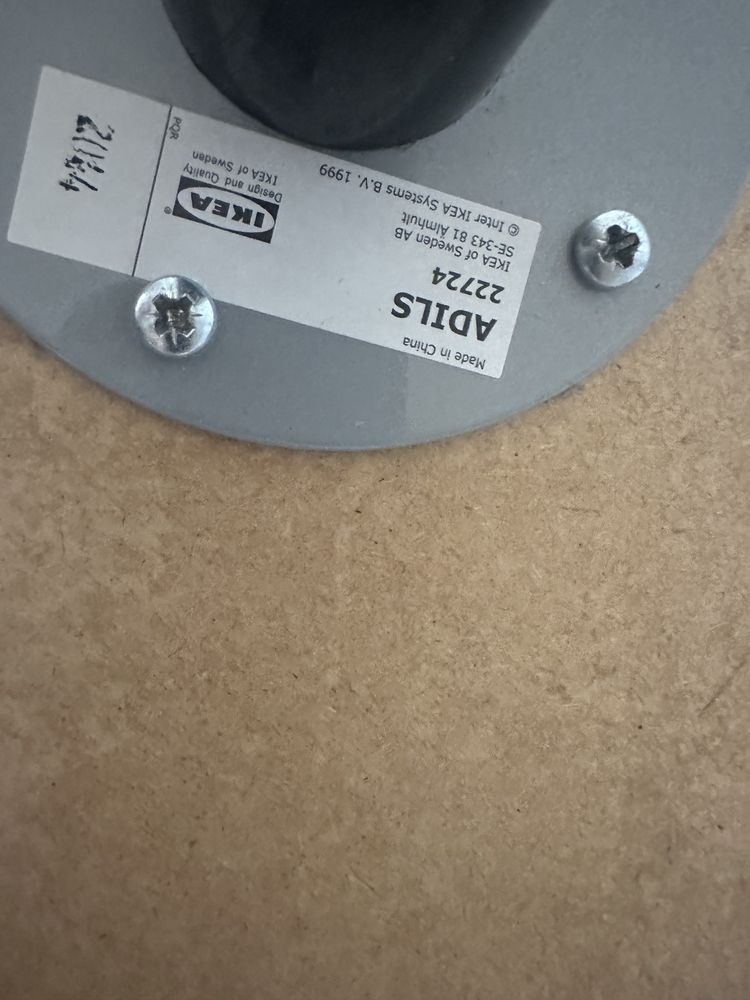 Made in China
ADILS
22724
IKEA of Sweden AB
SE-343 81 Älmhult
© Inter IKEA Systems B.V. 1999
IKEA®
Design and Quality
IKEA of Sweden
PQR